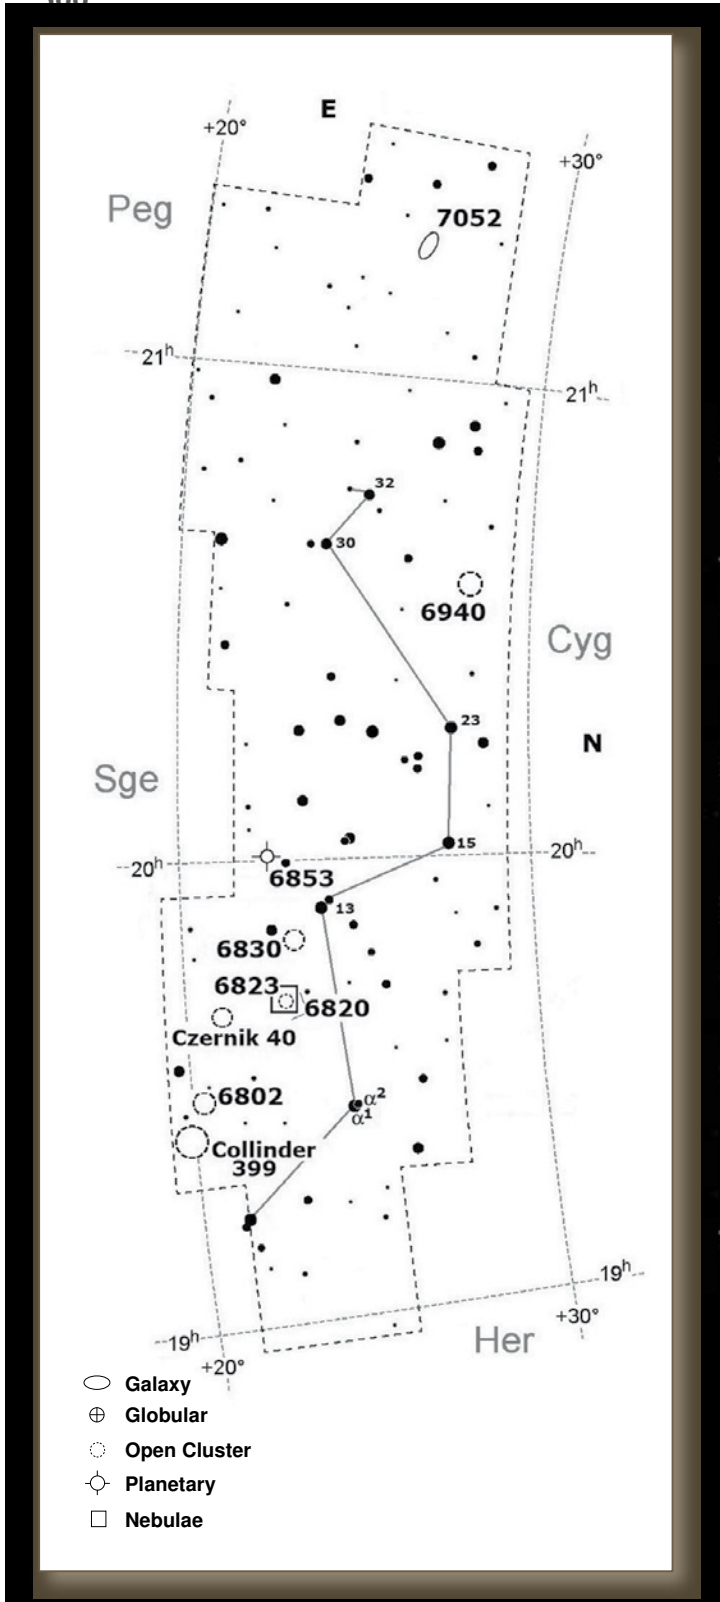 E
+20°
+30°
Peg
7052
21h
21h
32
30
6940
Cyg
23
N
Sge
15
20h
20h
6853
13
6830
6823
6820
Czernik 40
6802
α2
α1
Collinder
399
19h
19h
+30°
Her
+20°
Galaxy
Globular
Open Cluster
Planetary
Nebulae